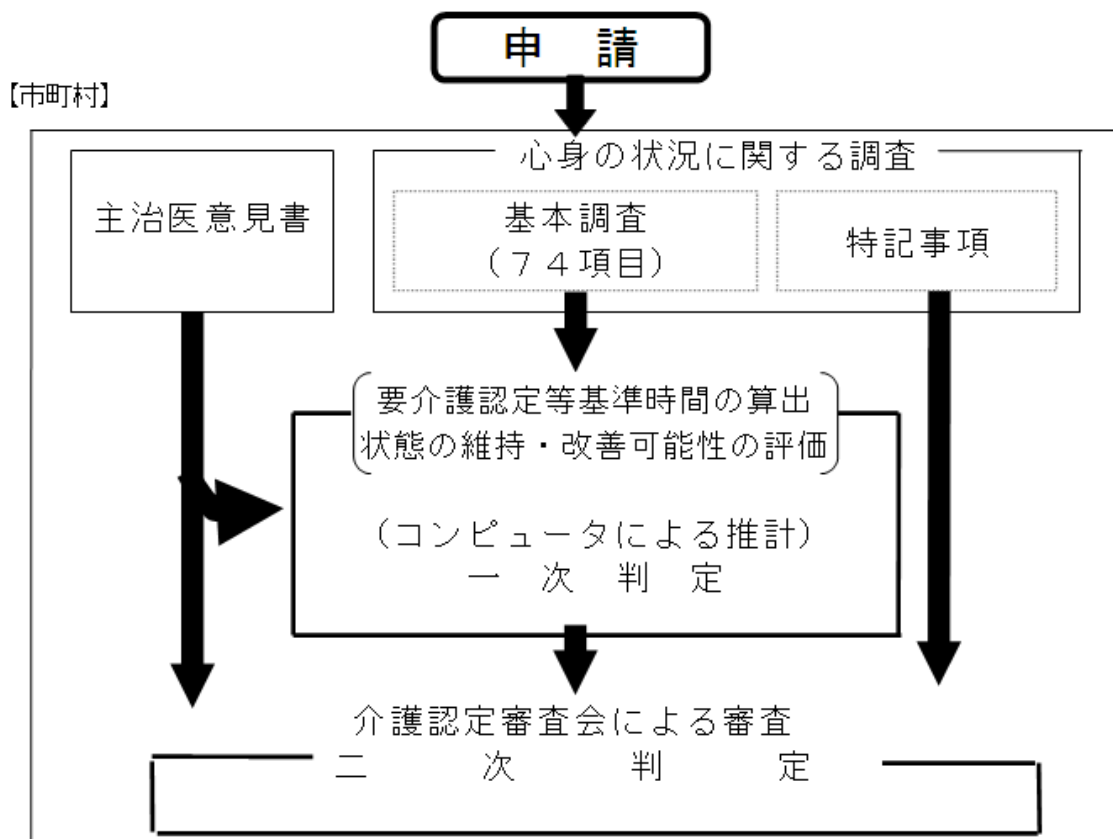 申　請
【市町村】
心身の状況に関する調査
主治医意見書
基本調査
（７４項目）
特記事項
要介護認定等基準時間の算出
状態の維持・改善可能性の評価
（コンピュータによる推計）
一　次　判　定
介護認定審査会による審査
二　次　判　定